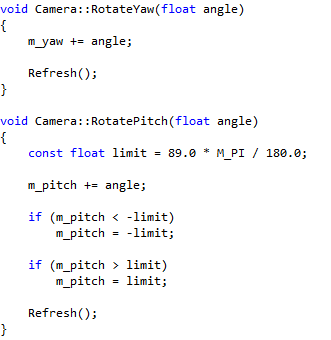 void Camera::RotateYaw(float angle)
{
    m_yaw += angle;

    Refresh();
}

void Camera::RotatePitch(float angle)
{
    const float limit = 89.0 * M_PI / 180.0;

    m_pitch += angle;

    if (m_pitch < -limit)
        m_pitch = -limit;

    if (m_pitch > limit)
        m_pitch = limit;

    Refresh();
}